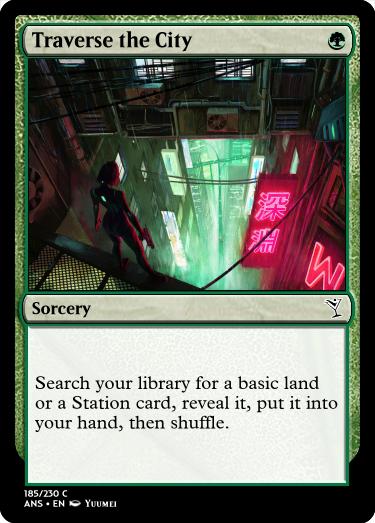 Traverse the City
深
淵
W
Sorcery
Search your library for a basic land
or a Station card, reveal it, put it into
your hand, then shuffle.
185/230 C
ANS • EN Yuumei